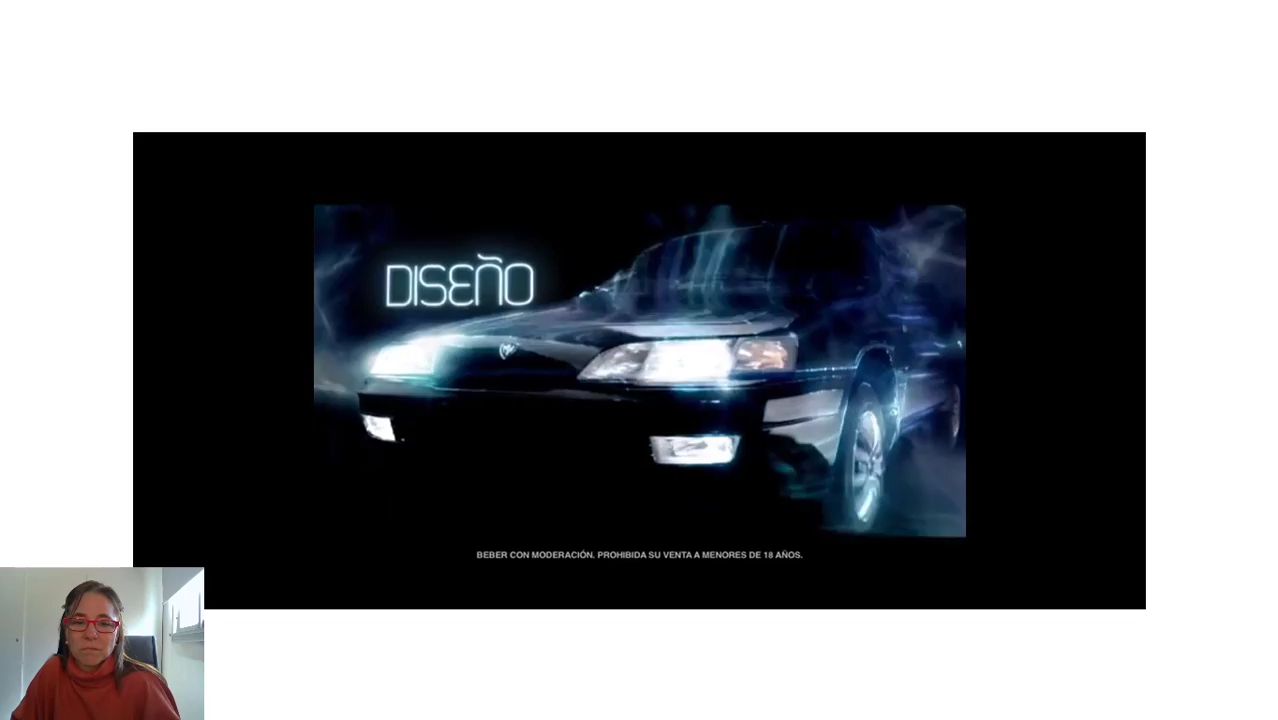 DISEÑO
BEBER CON MODERACIÓN. PROHIBIDA SU VENTA A MENORES DE 18 AÑOS.